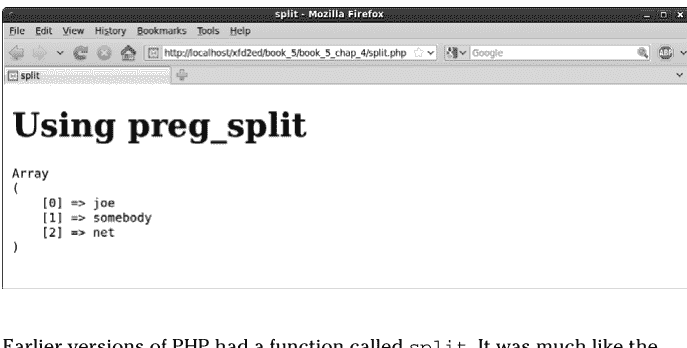 split - Mozilla Firefox
File Edit View History Bookmarks Tools Help
http://localhost/xfd2ed/book_5/book_5_chap_4/split.php Google ABP
split
Using preg_split
Array
(
[0] => joe
[1] => somebody
[2] => net
)
Earlier versions of PHP had a function called split. It was much like the